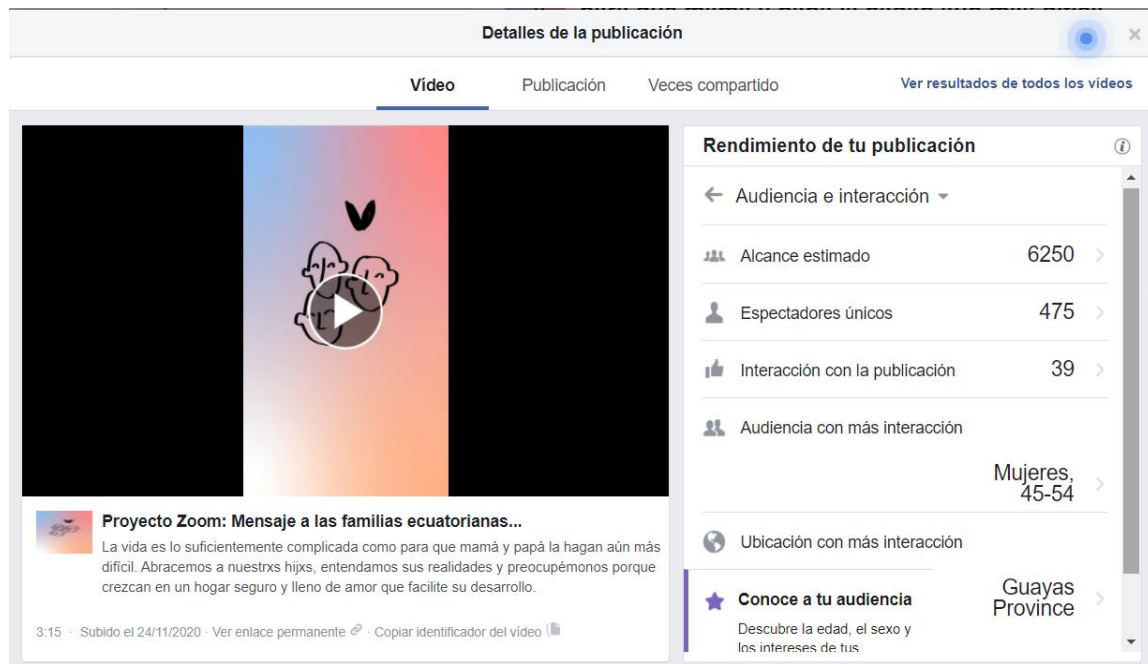 Detalles de la publicación
Vídeo Publicación Veces compartido Ver resultados de todos los vídeos
Proyecto Zoom: Mensaje a las familias ecuatorianas...
La vida es lo suficientemente complicada como para que mamá y papá la hagan aún más
difícil. Abracemos a nuestrxs hijxs, entendamos sus realidades y preocupémonos porque
crezcan en un hogar seguro y lleno de amor que facilite su desarrollo.
3:15 · Subido el 24/11/2020 · Ver enlace permanente · Copiar identificador del vídeo
Rendimiento de tu publicación
Audiencia e interacción
Alcance estimado 6250
Espectadores únicos 475
Interacción con la publicación 39
Audiencia con más interacción
Mujeres,
45-54
Ubicación con más interacción
Guayas
Province
Conoce a tu audiencia
Descubre la edad, el sexo y
los intereses de tus